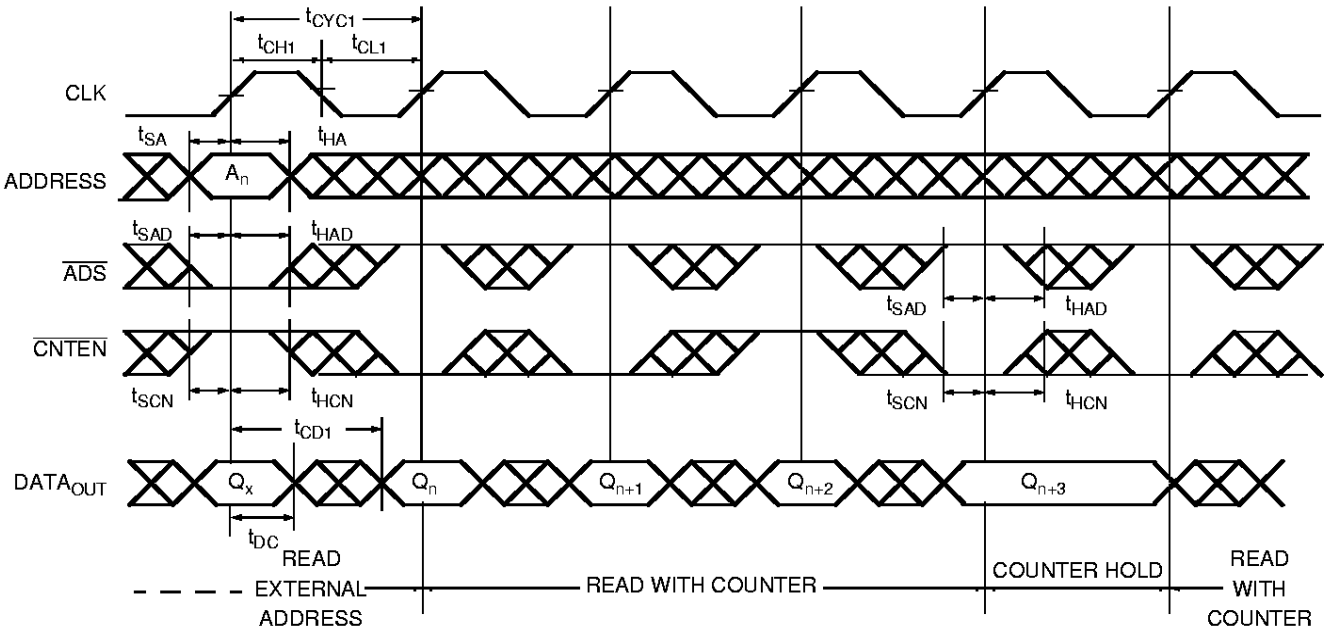 tCYC1
tCH1 tCL1
CLK
tSA tHA
ADDRESS An
tSAD tHAD
ADS
tSAD tHAD
CNTEN
tSCN tHCN tSCN tHCN
tCD1
DATAOUT Qx Qn Qn+1 Qn+2 Qn+3
tDC
READ EXTERNAL ADDRESS
READ WITH COUNTER
COUNTER HOLD
READ WITH COUNTER